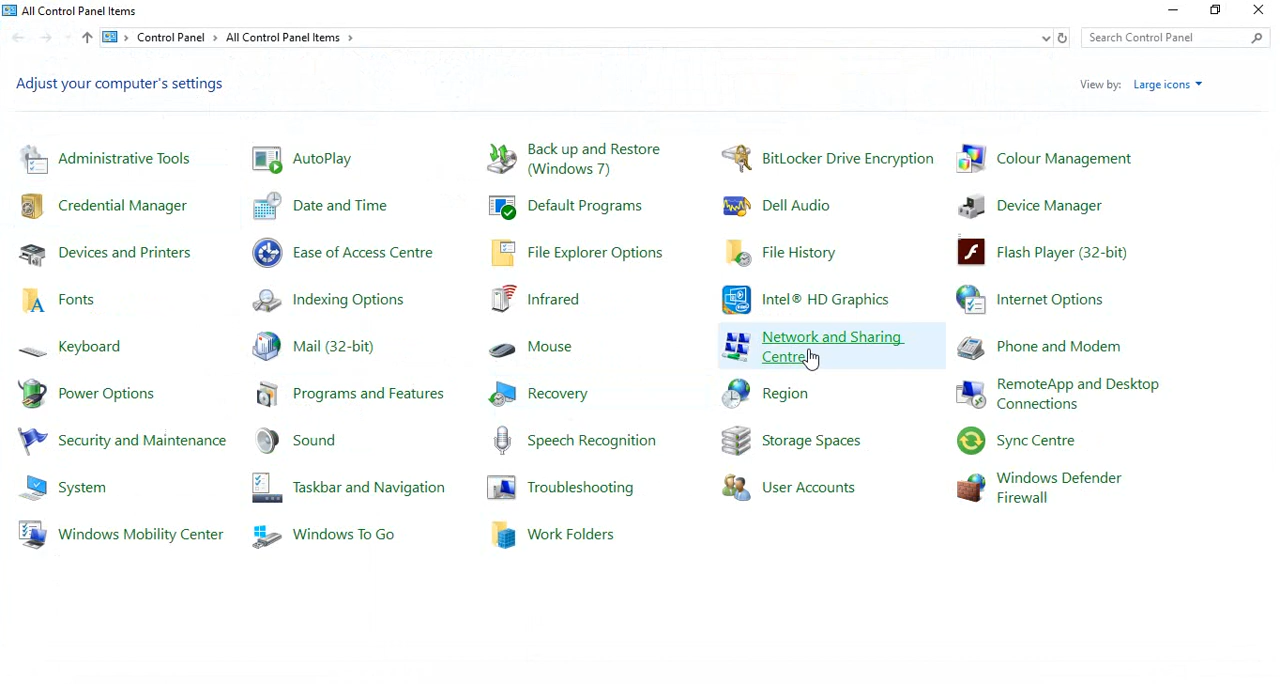 All Control Panel Items
Control Panel > All Control Panel Items >
Search Control Panel
Adjust your computer's settings
View by: Large icons
Administrative Tools
AutoPlay
Back up and Restore
(Windows 7)
BitLocker Drive Encryption
Colour Management
Credential Manager
Date and Time
Default Programs
Dell Audio
Device Manager
Devices and Printers
Ease of Access Centre
File Explorer Options
File History
Flash Player (32-bit)
Fonts
Indexing Options
Infrared
Intel® HD Graphics
Internet Options
Keyboard
Mail (32-bit)
Mouse
Network and Sharing
Centre
Phone and Modem
Power Options
Programs and Features
Recovery
Region
RemoteApp and Desktop
Connections
Security and Maintenance
Sound
Speech Recognition
Storage Spaces
Sync Centre
System
Taskbar and Navigation
Troubleshooting
User Accounts
Windows Defender
Firewall
Windows Mobility Center
Windows To Go
Work Folders